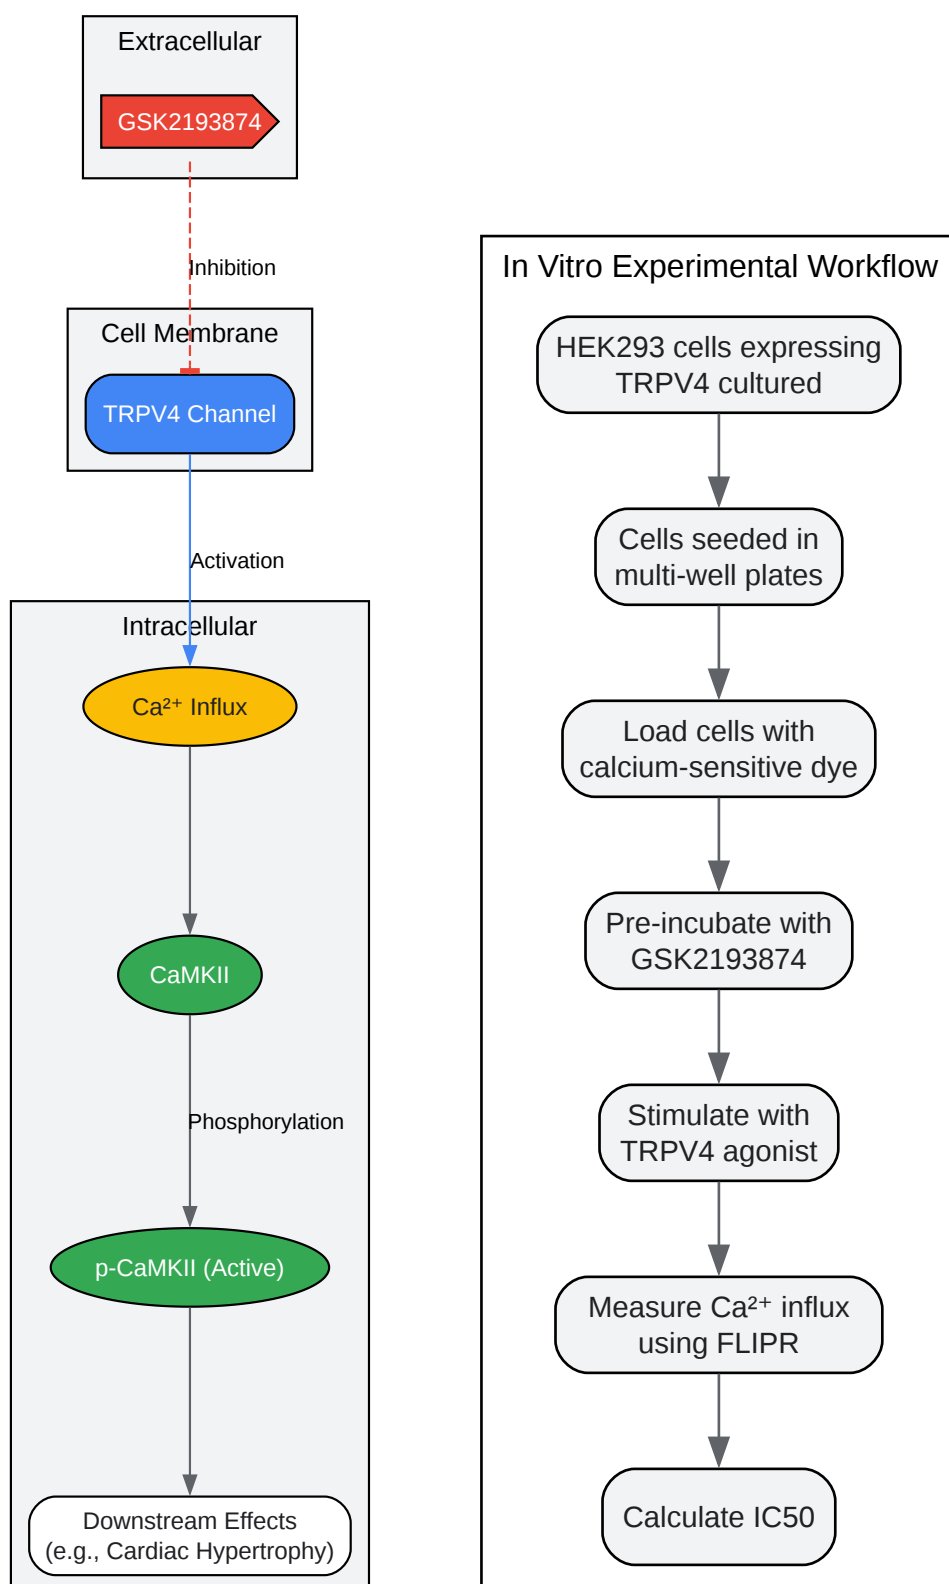 Extracellular
GSK2193874
Inhibition
Cell Membrane
TRPV4 Channel
Activation
Intracellular
Ca²⁺ Influx
CaMKII
Phosphorylation
p-CaMKII (Active)
Downstream Effects
(e.g., Cardiac Hypertrophy)
In Vitro Experimental Workflow
HEK293 cells expressing
TRPV4 cultured
Cells seeded in
multi-well plates
Load cells with
calcium-sensitive dye
Pre-incubate with
GSK2193874
Stimulate with
TRPV4 agonist
Measure Ca²⁺ influx
using FLIPR
Calculate IC50